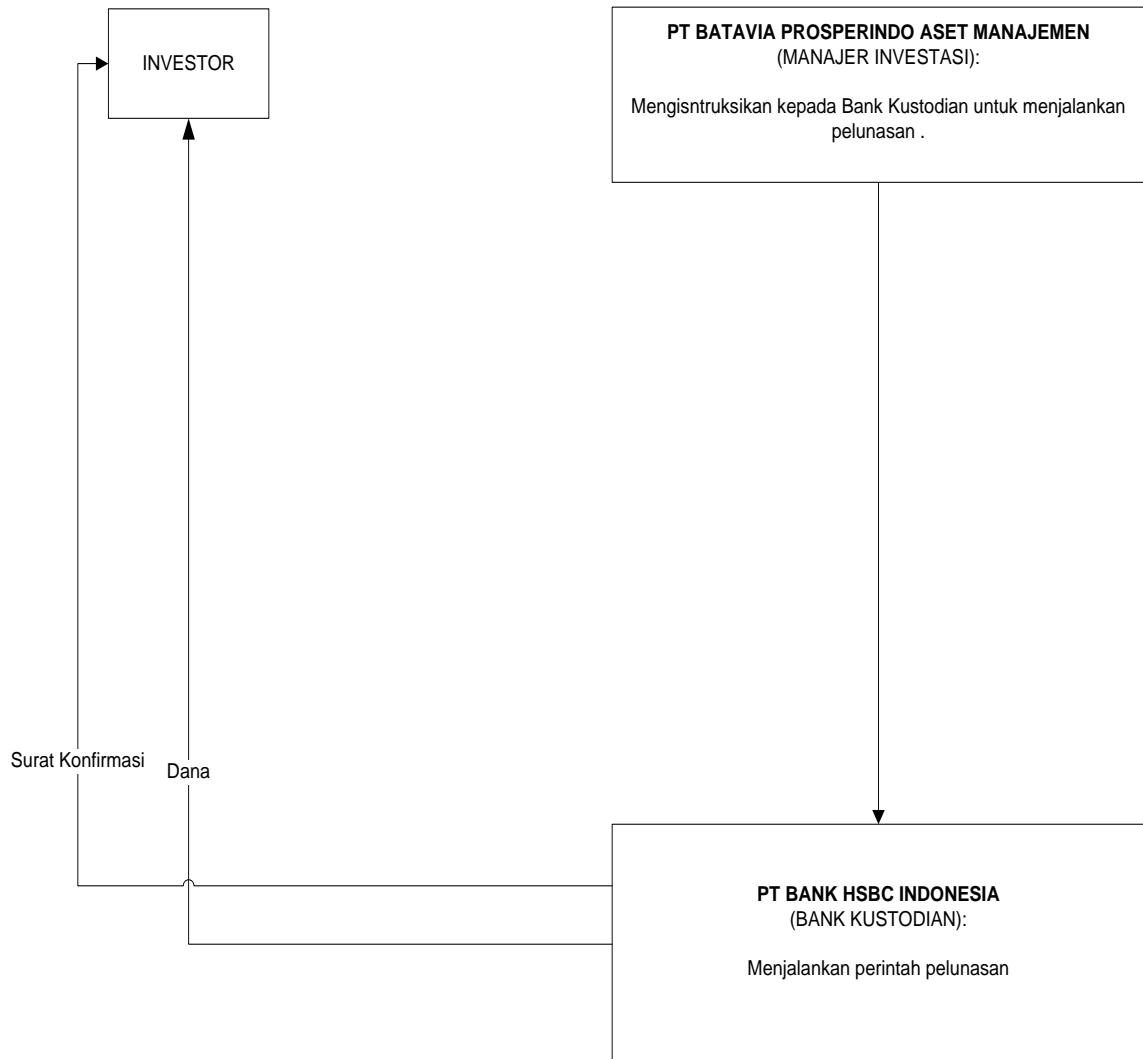 INVESTOR
PT BATAVIA PROSPERINDO ASET MANAJEMEN
(MANAJER INVESTASI):
Mengisntruksikan kepada Bank Kustodian untuk menjalankan
pelunasan .
Surat Konfirmasi
Dana
PT BANK HSBC INDONESIA
(BANK KUSTODIAN):
Menjalankan perintah pelunasan